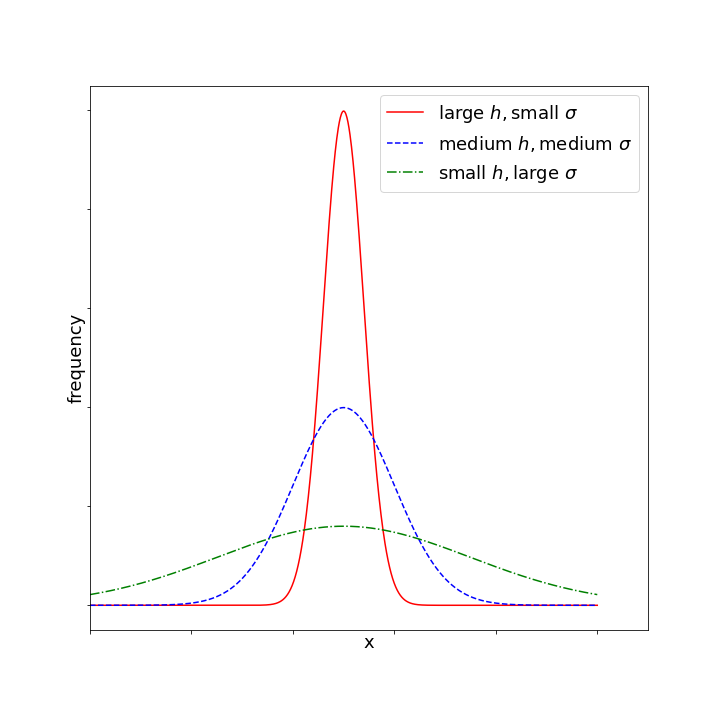 large h, small σ
medium h, medium σ
small h, large σ
frequency
x